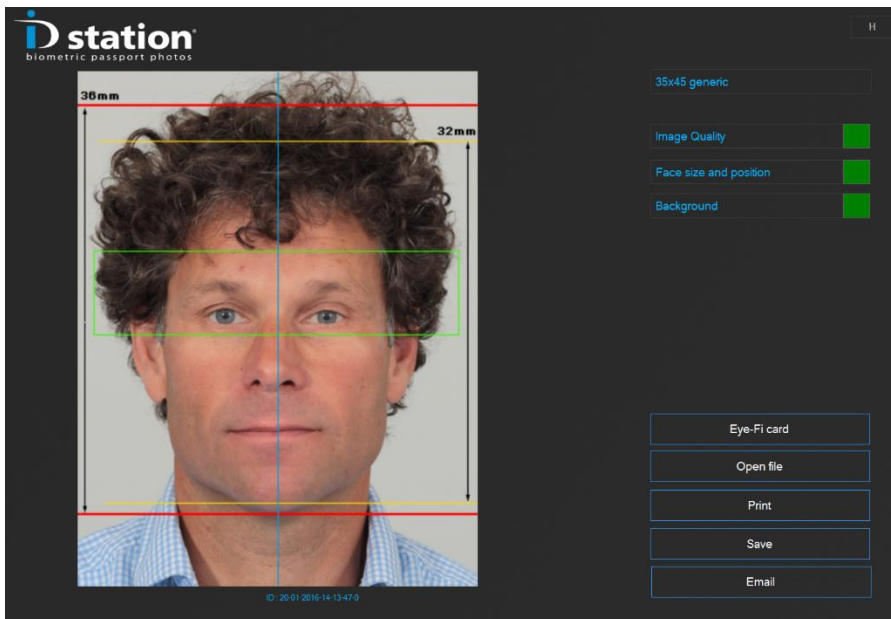 iD station®
biometric passport photos
H
36mm
32mm
35x45 generic
Image Quality
Face size and position
Background
Eye-Fi card
Open file
Print
Save
Email
ID : 20-01-2016-14-13-47-0